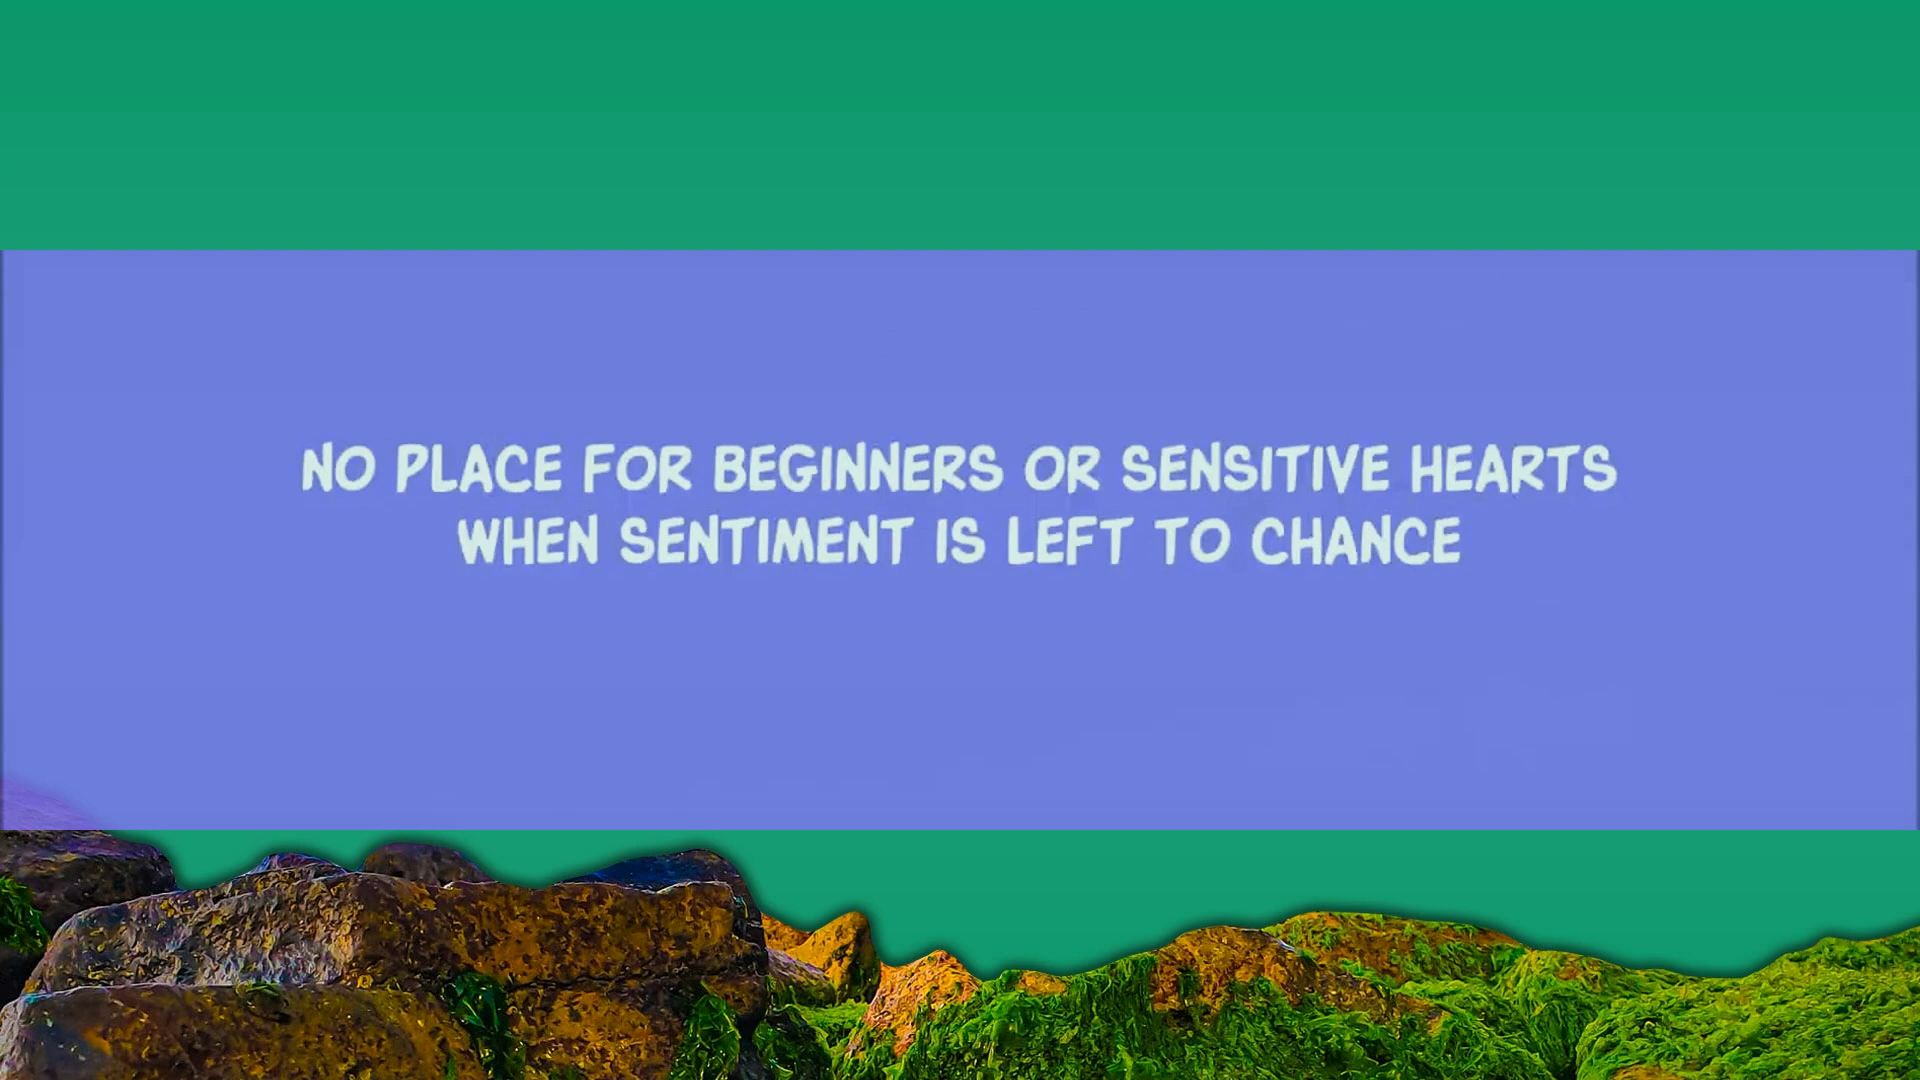 NO PLACE FOR BEGINNERS OR SENSITIVE HEARTS
WHEN SENTIMENT IS LEFT TO CHANCE